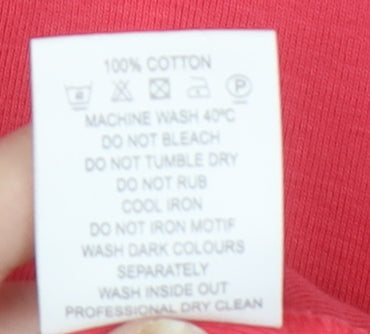 100% COTTON
P
MACHINE WASH 40ºC
DO NOT BLEACH
DO NOT TUMBLE DRY
DO NOT RUB
COOL IRON
DO NOT IRON MOTIF
WASH DARK COLOURS
SEPARATELY
WASH INSIDE OUT
PROFESSIONAL DRY CLEAN